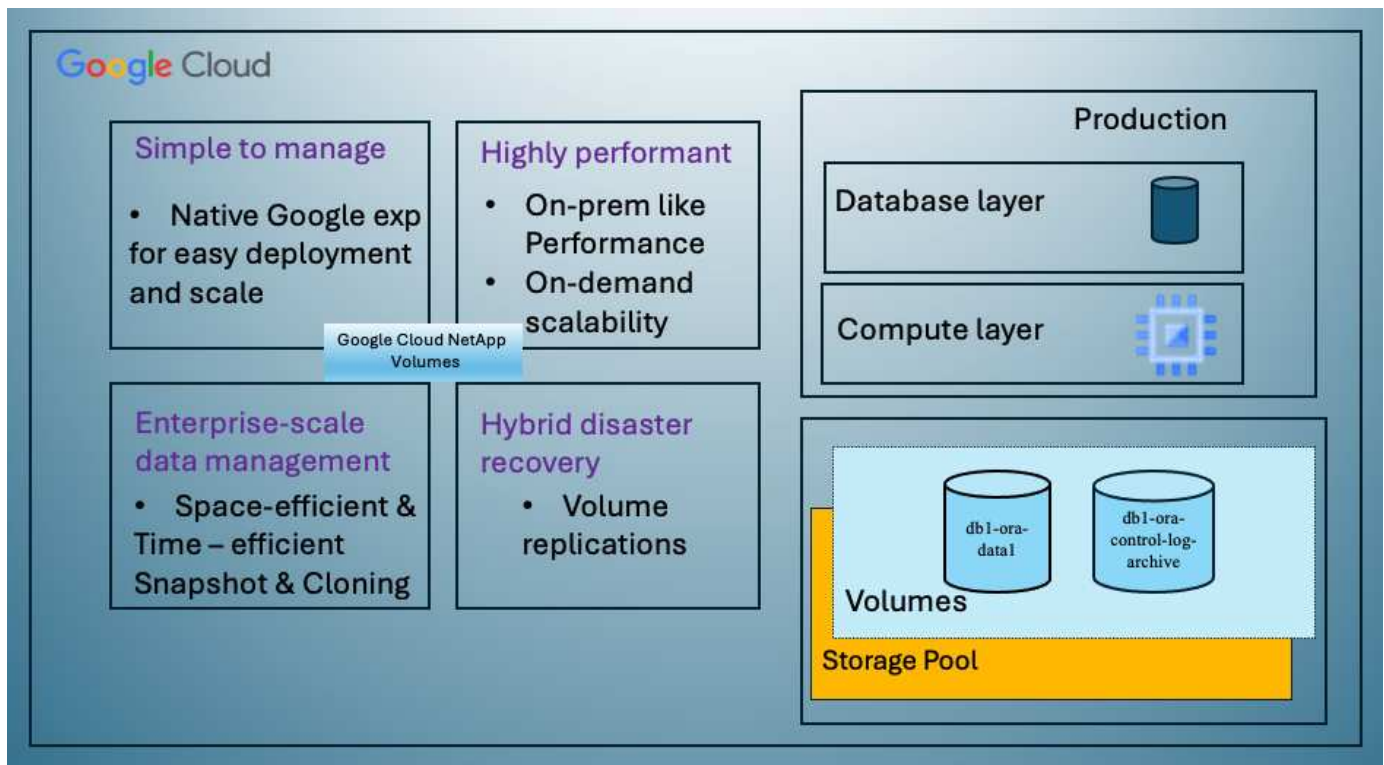 Google Cloud
Simple to manage
• Native Google exp
for easy deployment
and scale
Highly performant
• On-prem like
Performance
• On-demand
scalability
Google Cloud NetApp
Volumes
Enterprise-scale
data management
• Space-efficient &
Time – efficient
Snapshot & Cloning
Hybrid disaster
recovery
• Volume
replications
Production
Database layer
Compute layer
db1-ora-
data1
db1-ora-
control-log-
archive
Volumes
Storage Pool